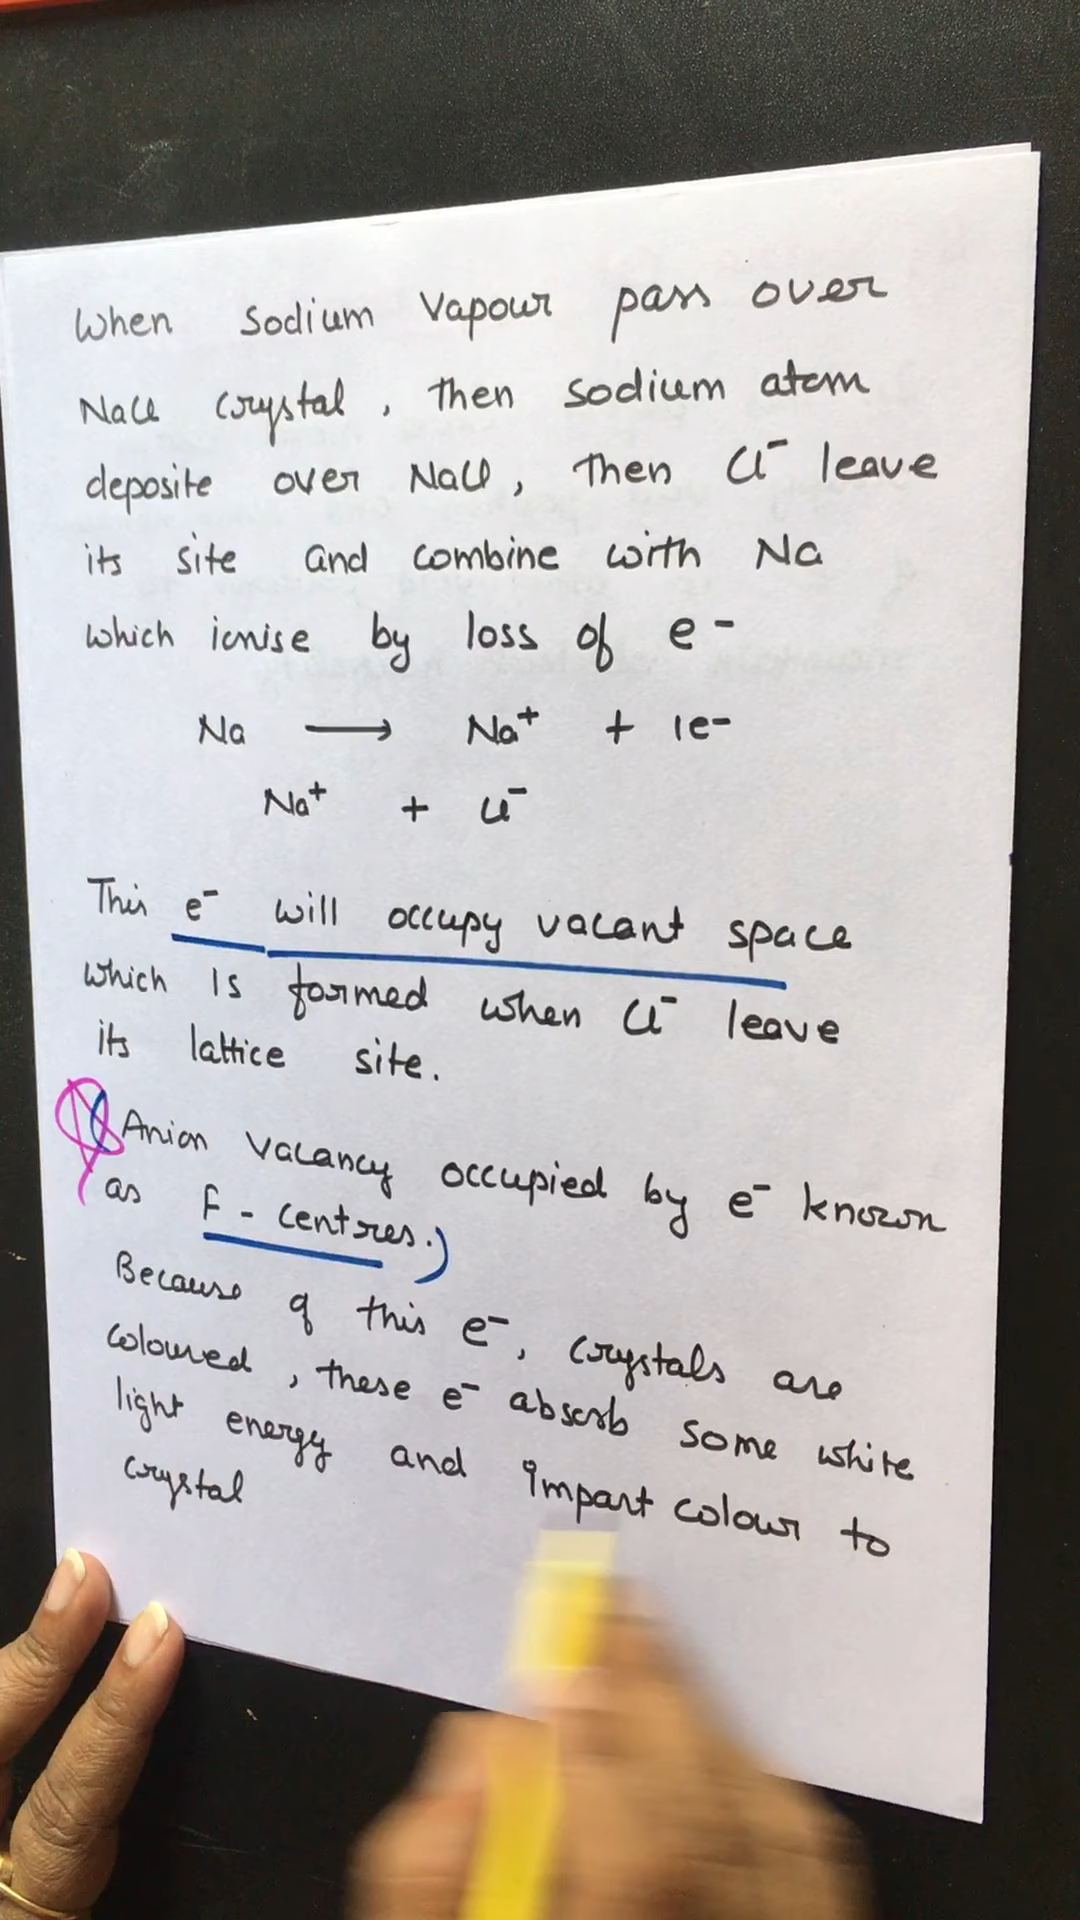 When sodium Vapour pass over
NaCl crystal, then sodium atom
deposite over NaCl, then Cl⁻ leave
its site and combine with Na
which ionise by loss of e⁻
Na ⟶ Na⁺ + 1e⁻
Na⁺ + Cl⁻
This e⁻ will occupy vacant space
which is formed when Cl⁻ leave
its lattice site.
(Anion vacancy occupied by e⁻ known
as F-centres.)
Because of this e⁻, crystals are
coloured, these e⁻ absorb some white
light energy and impart colour to
crystal